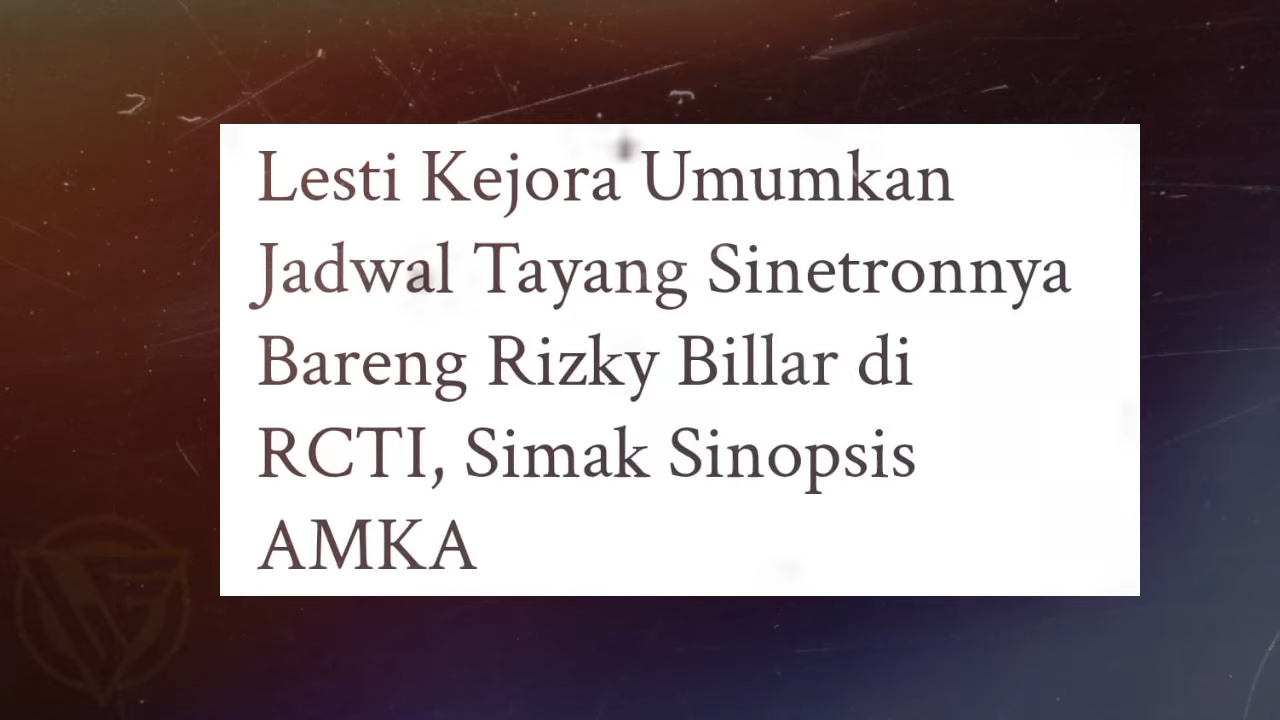 Lesti Kejora Umumkan
Jadwal Tayang Sinetronnya
Bareng Rizky Billar di
RCTI, Simak Sinopsis
AMKA